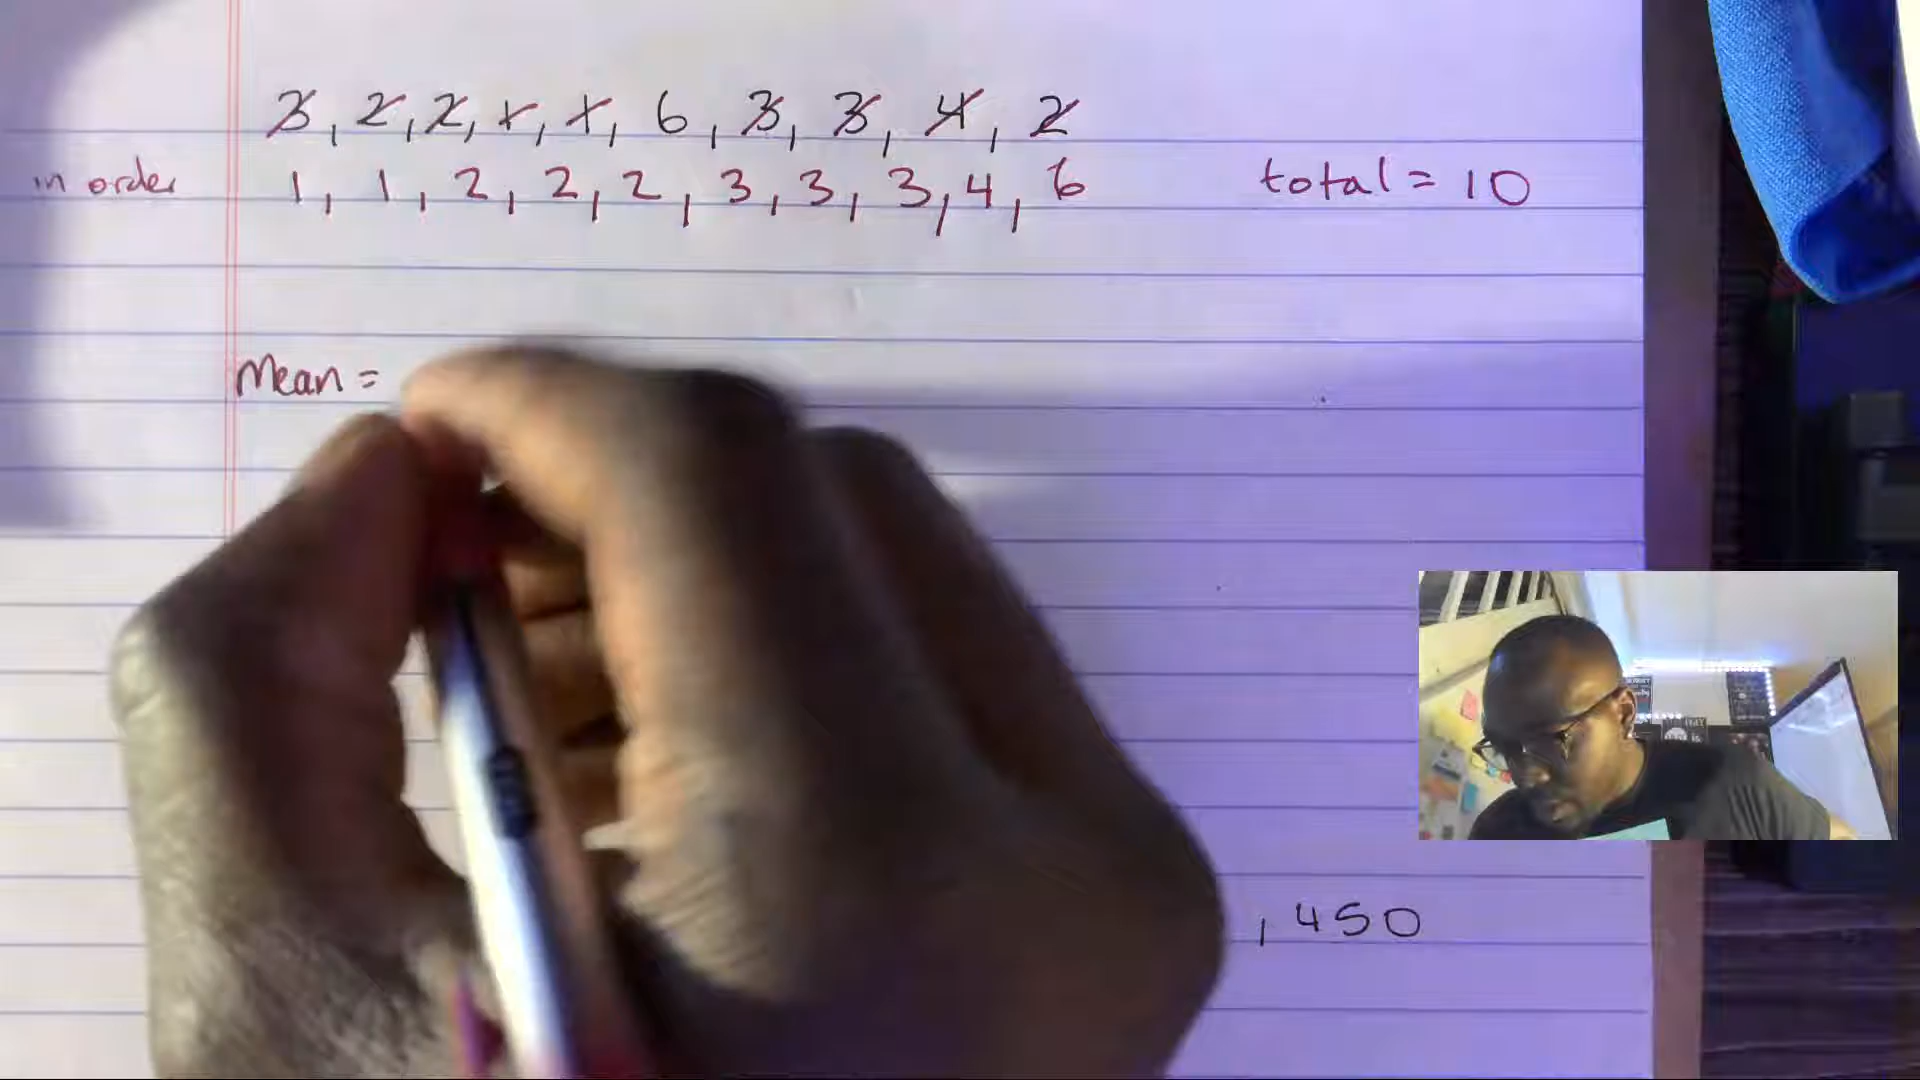 3, 2, 2, 1, 1, 6, 3, 3, 4, 2
in order 1, 1, 2, 2, 2, 3, 3, 3, 4, 6 total = 10
Mean =
, 450